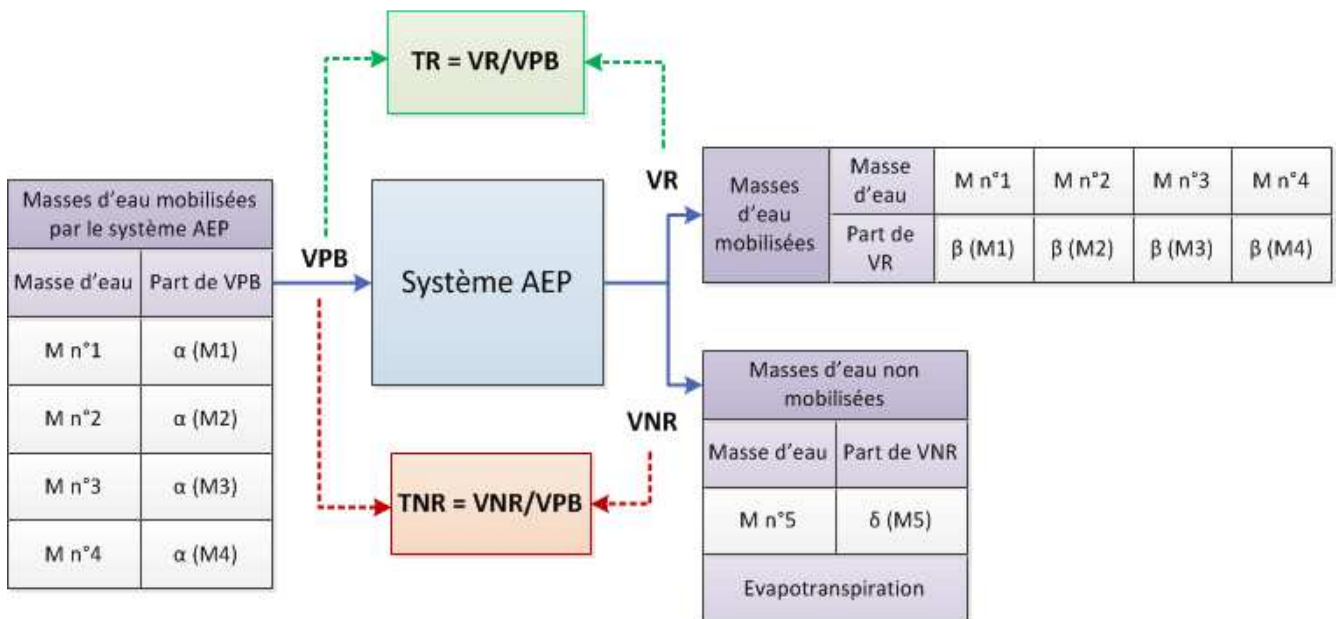 TR = VR/VPB
Masses d'eau mobilisées
par le système AEP
Masse d'eau Part de VPB
M n°1 α (M1)
M n°2 α (M2)
M n°3 α (M3)
M n°4 α (M4)
VPB
Système AEP
VR
Masses
d'eau
mobilisées
Masse
d'eau
M n°1 M n°2 M n°3 M n°4
Part de
VR
β (M1) β (M2) β (M3) β (M4)
VNR
TNR = VNR/VPB
Masses d'eau non
mobilisées
Masse d'eau Part de VNR
M n°5 δ (M5)
Evapotranspiration